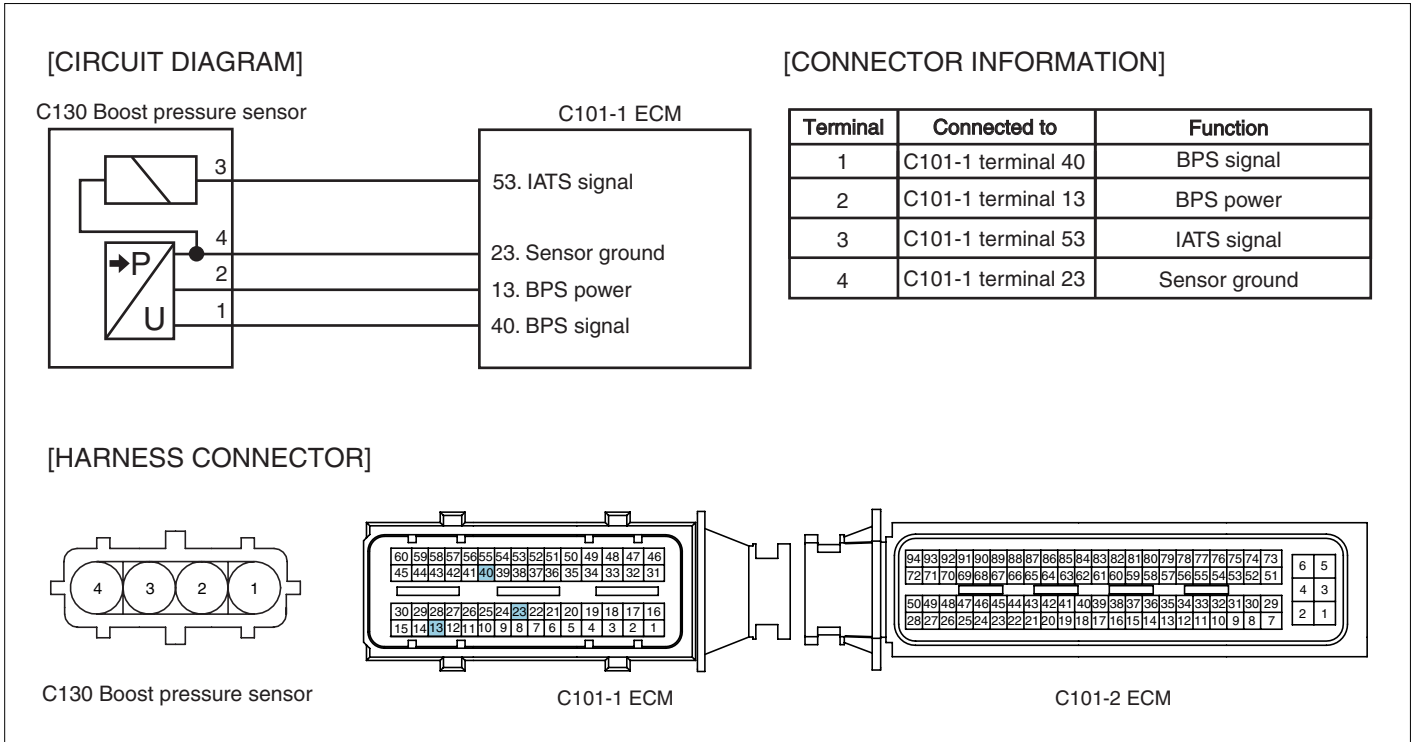 [CIRCUIT DIAGRAM]
C130 Boost pressure sensor
C101-1 ECM
3
53. IATS signal
4
23. Sensor ground
P
2
13. BPS power
U
1
40. BPS signal
[CONNECTOR INFORMATION]
Terminal Connected to Function
1 C101-1 terminal 40 BPS signal
2 C101-1 terminal 13 BPS power
3 C101-1 terminal 53 IATS signal
4 C101-1 terminal 23 Sensor ground
[HARNESS CONNECTOR]
4 3 2 1
C130 Boost pressure sensor
60 59 58 57 56 55 54 53 52 51 50 49 48 47 46
45 44 43 42 41 40 39 38 37 36 35 34 33 32 31
30 29 28 27 26 25 24 23 22 21 20 19 18 17 16
15 14 13 12 11 10 9 8 7 6 5 4 3 2 1
C101-1 ECM
94 93 92 91 90 89 88 87 86 85 84 83 82 81 80 79 78 77 76 75 74 73
72 71 70 69 68 67 66 65 64 63 62 61 60 59 58 57 56 55 54 53 52 51
50 49 48 47 46 45 44 43 42 41 40 39 38 37 36 35 34 33 32 31 30 29
28 27 26 25 24 23 22 21 20 19 18 17 16 15 14 13 12 11 10 9 8 7
6 5
4 3
2 1
C101-2 ECM